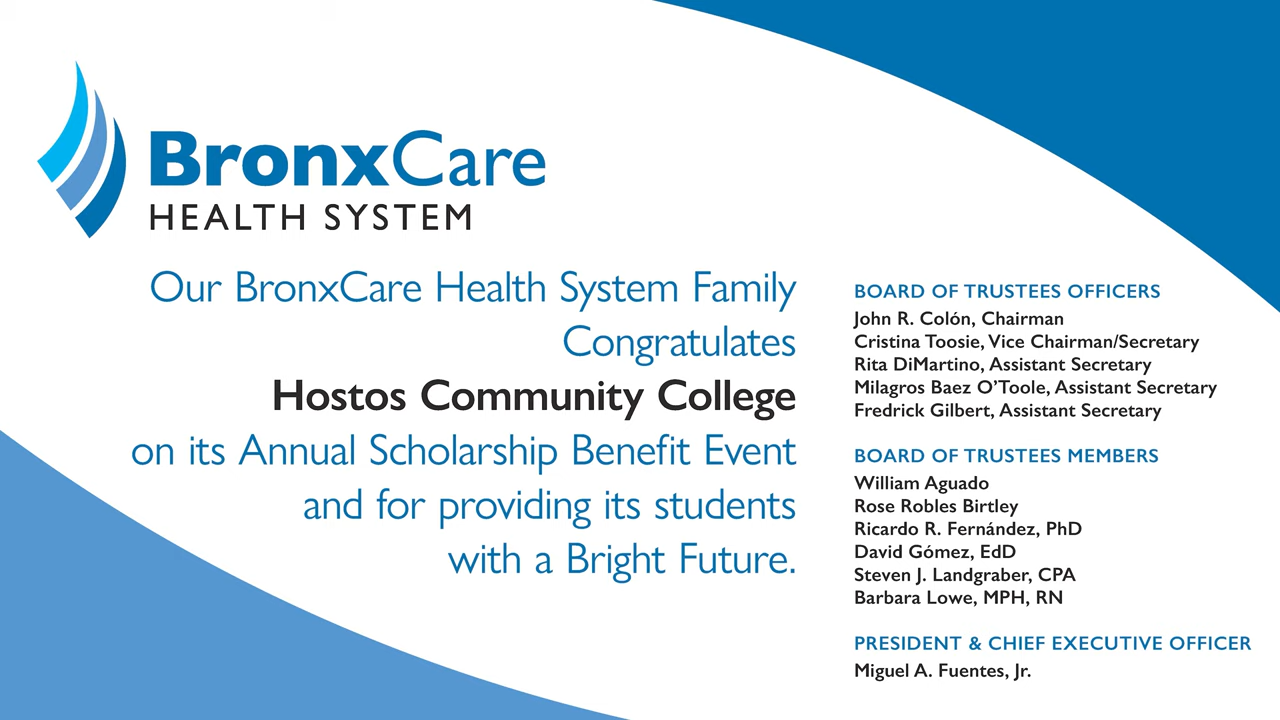 BronxCare
HEALTH SYSTEM
Our BronxCare Health System Family
Congratulates
Hostos Community College
on its Annual Scholarship Benefit Event
and for providing its students
with a Bright Future.
BOARD OF TRUSTEES OFFICERS
John R. Colón, Chairman
Cristina Toosie, Vice Chairman/Secretary
Rita DiMartino, Assistant Secretary
Milagros Baez O’Toole, Assistant Secretary
Fredrick Gilbert, Assistant Secretary
BOARD OF TRUSTEES MEMBERS
William Aguado
Rose Robles Birtley
Ricardo R. Fernández, PhD
David Gómez, EdD
Steven J. Landgraber, CPA
Barbara Lowe, MPH, RN
PRESIDENT & CHIEF EXECUTIVE OFFICER
Miguel A. Fuentes, Jr.